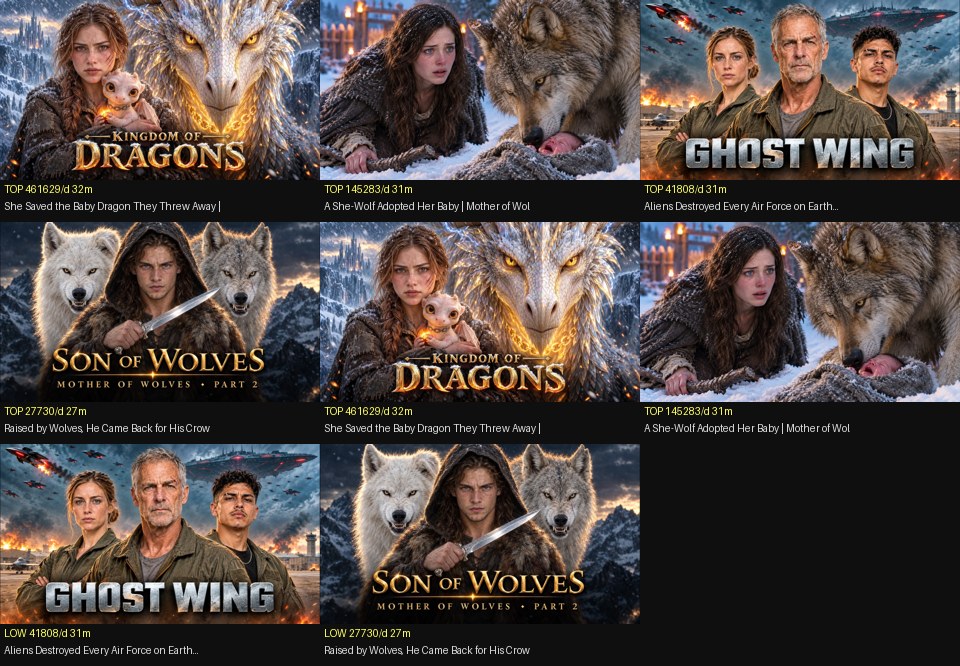 KINGDOM OF
DRAGONS
TOP 461629/d 32m
She Saved the Baby Dragon They Threw Away |
TOP 145283/d 31m
A She-Wolf Adopted Her Baby | Mother of Wol
GHOST WING
TOP 41808/d 31m
Aliens Destroyed Every Air Force on Earth...
SON OF WOLVES
MOTHER OF WOLVES • PART 2
TOP 27730/d 27m
Raised by Wolves, He Came Back for His Crow
KINGDOM OF
DRAGONS
TOP 461629/d 32m
She Saved the Baby Dragon They Threw Away |
TOP 145283/d 31m
A She-Wolf Adopted Her Baby | Mother of Wol
GHOST WING
LOW 41808/d 31m
Aliens Destroyed Every Air Force on Earth...
SON OF WOLVES
MOTHER OF WOLVES • PART 2
LOW 27730/d 27m
Raised by Wolves, He Came Back for His Crow